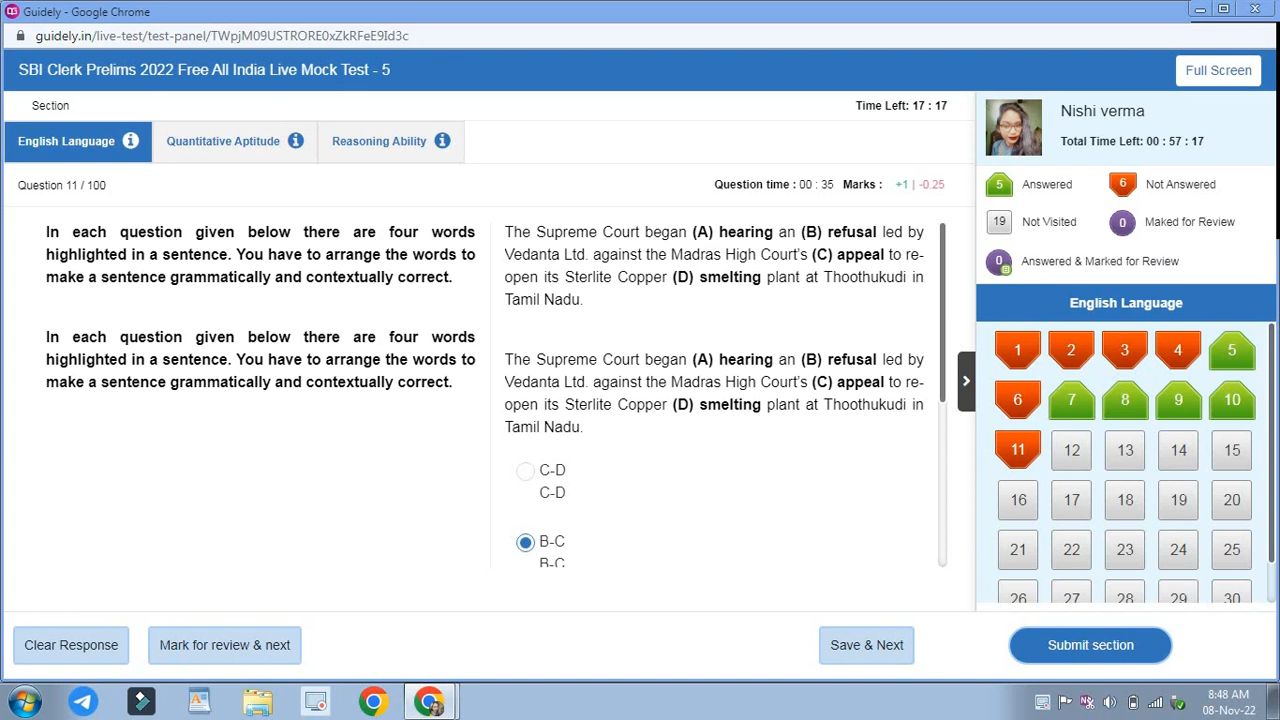 Guidely - Google Chrome
guidely.in/live-test/test-panel/TWpjM09USTRORE0xZkRFeE9Id3c
SBI Clerk Prelims 2022 Free All India Live Mock Test - 5
Full Screen
Section
Time Left: 17 : 17
English Language
Quantitative Aptitude
Reasoning Ability
Nishi verma
Total Time Left: 00 : 57 : 17
Question 11 / 100
Question time : 00 : 35 Marks : +1 | -0.25
5 Answered
6 Not Answered
19 Not Visited
0 Maked for Review
0 Answered & Marked for Review
In each question given below there are four words
highlighted in a sentence. You have to arrange the words to
make a sentence grammatically and contextually correct.
In each question given below there are four words
highlighted in a sentence. You have to arrange the words to
make a sentence grammatically and contextually correct.
The Supreme Court began (A) hearing an (B) refusal led by
Vedanta Ltd. against the Madras High Court's (C) appeal to re-
open its Sterlite Copper (D) smelting plant at Thoothukudi in
Tamil Nadu.
The Supreme Court began (A) hearing an (B) refusal led by
Vedanta Ltd. against the Madras High Court's (C) appeal to re-
open its Sterlite Copper (D) smelting plant at Thoothukudi in
Tamil Nadu.
C-D
C-D
B-C
B-C
English Language
1 2 3 4 5
6 7 8 9 10
11 12 13 14 15
16 17 18 19 20
21 22 23 24 25
26 27 28 29 30
Clear Response
Mark for review & next
Save & Next
Submit section
8:48 AM
08-Nov-22